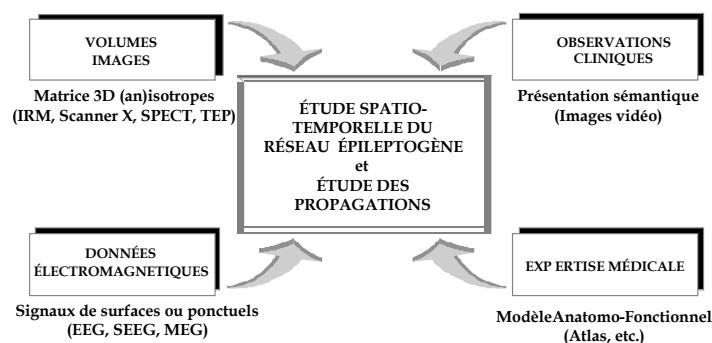 VOLUMES
IMAGES
Matrice 3D (an)isotropes
(IRM, Scanner X, SPECT, TEP)
OBSERVATIONS
CLINIQUES
Présentation sémantique
(Images vidéo)
ÉTUDE SPATIO-
TEMPORELLE DU
RÉSEAU ÉPILEPTOGÈNE
et
ÉTUDE DES
PROPAGATIONS
DONNÉES
ÉLECTROMAGNETIQUES
Signaux de surfaces ou ponctuels
(EEG, SEEG, MEG)
EXP ERTISE MÉDICALE
ModèleAnatomo-Fonctionnel
(Atlas, etc.)